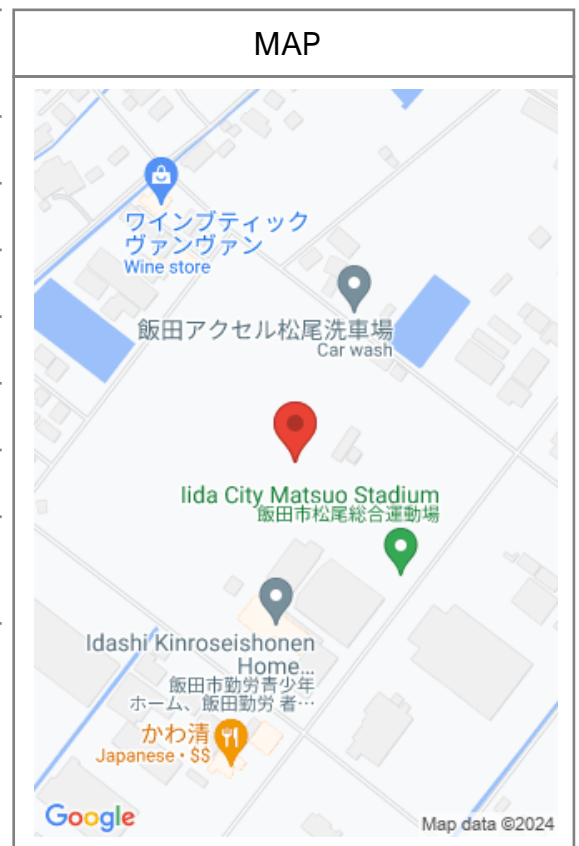 MAP
ワインブティック
ヴァンヴァン
Wine store
飯田アクセル松尾洗車場
Car wash
Iida City Matsuo Stadium
飯田市松尾総合運動場
Idashi Kinroseishonen
Home...
飯田市勤労青少年
ホーム、飯田勤労 者…
かわ清
Japanese • $$
Google
Map data ©2024